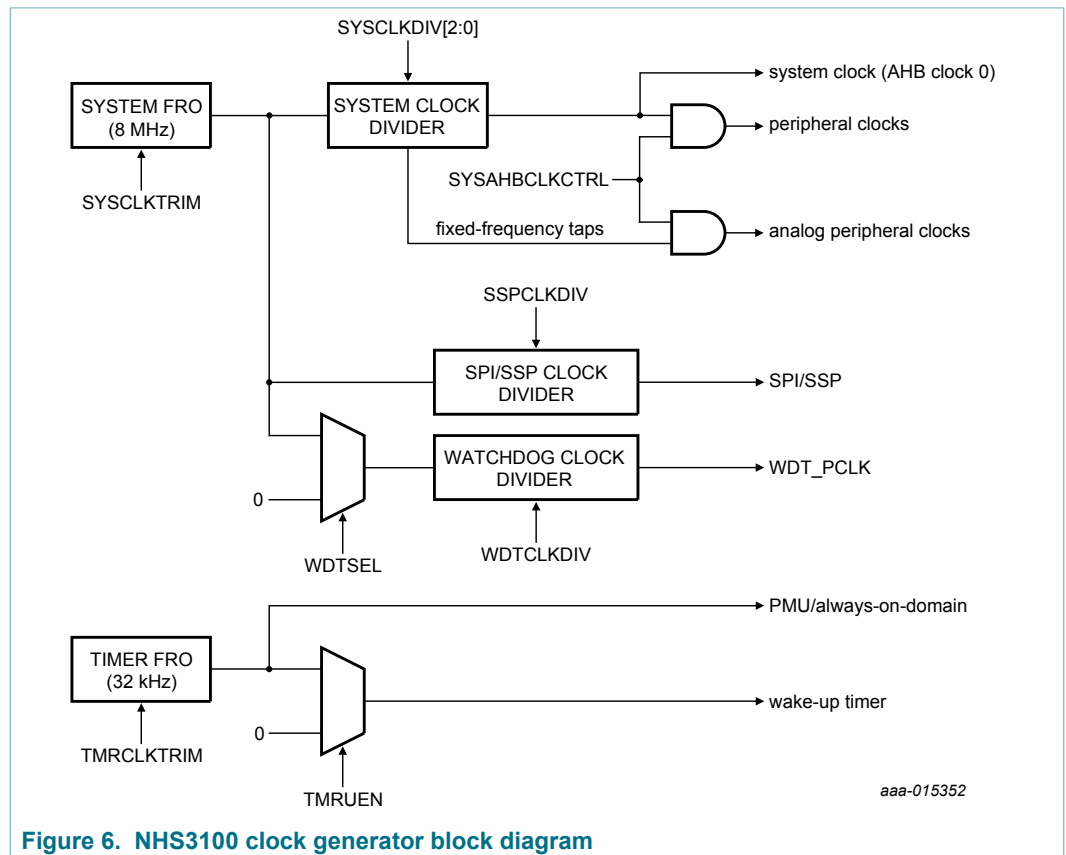 SYSCLKDIV[2:0]
system clock (AHB clock 0)
SYSTEM FRO
(8 MHz)
SYSTEM CLOCK
DIVIDER
peripheral clocks
SYSCLKTRIM
SYSAHBCLKCTRL
fixed-frequency taps
analog peripheral clocks
SSPCLKDIV
SPI/SSP CLOCK
DIVIDER
SPI/SSP
WATCHDOG CLOCK
DIVIDER
WDT_PCLK
0
WDTSEL
WDTCLKDIV
PMU/always-on-domain
TIMER FRO
(32 kHz)
wake-up timer
0
TMRCLKTRIM
TMRUEN
aaa-015352
Figure 6. NHS3100 clock generator block diagram